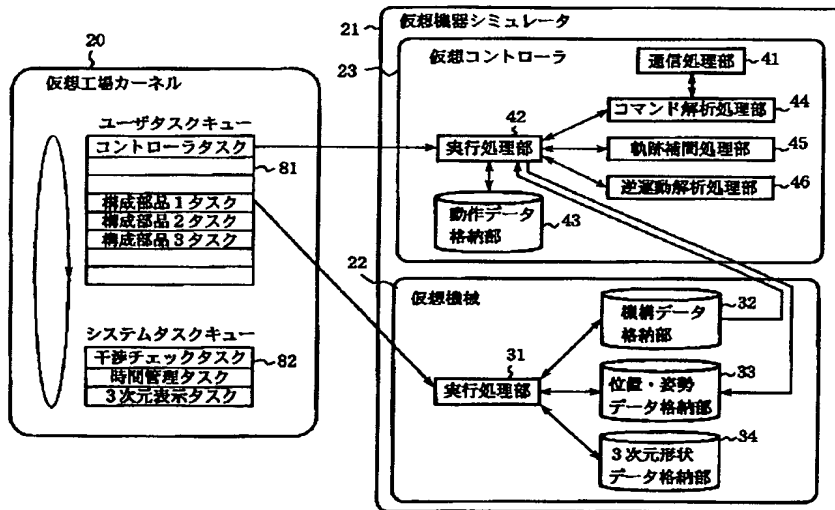 20
仮想工場カーネル
ユーザタスクキュー
コントローラタスク
81
構成部品1タスク
構成部品2タスク
構成部品3タスク
システムタスクキュー
干渉チェックタスク
82
時間管理タスク
3次元表示タスク
21
仮想機器シミュレータ
23
仮想コントローラ
通信処理部
41
42
コマンド解析処理部
44
実行処理部
軌跡補間処理部
45
逆運動解析処理部
46
動作データ
格納部
43
22
仮想機械
機構データ
格納部
32
31
実行処理部
位置・姿勢
データ格納部
33
3次元形状
データ格納部
34